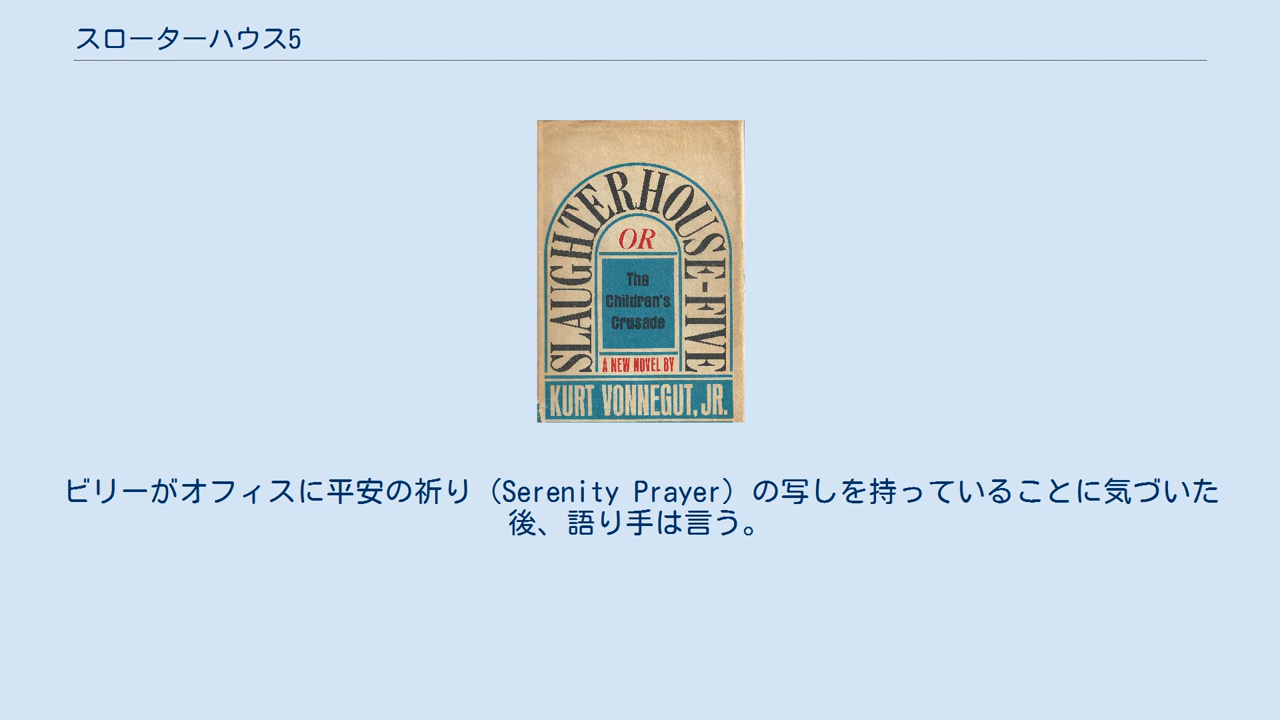 スローターハウス5
SLAUGHTERHOUSE-FIVE
OR
The
Children's
Crusade
A NEW NOVEL BY
KURT VONNEGUT, JR.
ビリーがオフィスに平安の祈り（Serenity Prayer）の写しを持っていることに気づいた
後、語り手は言う。